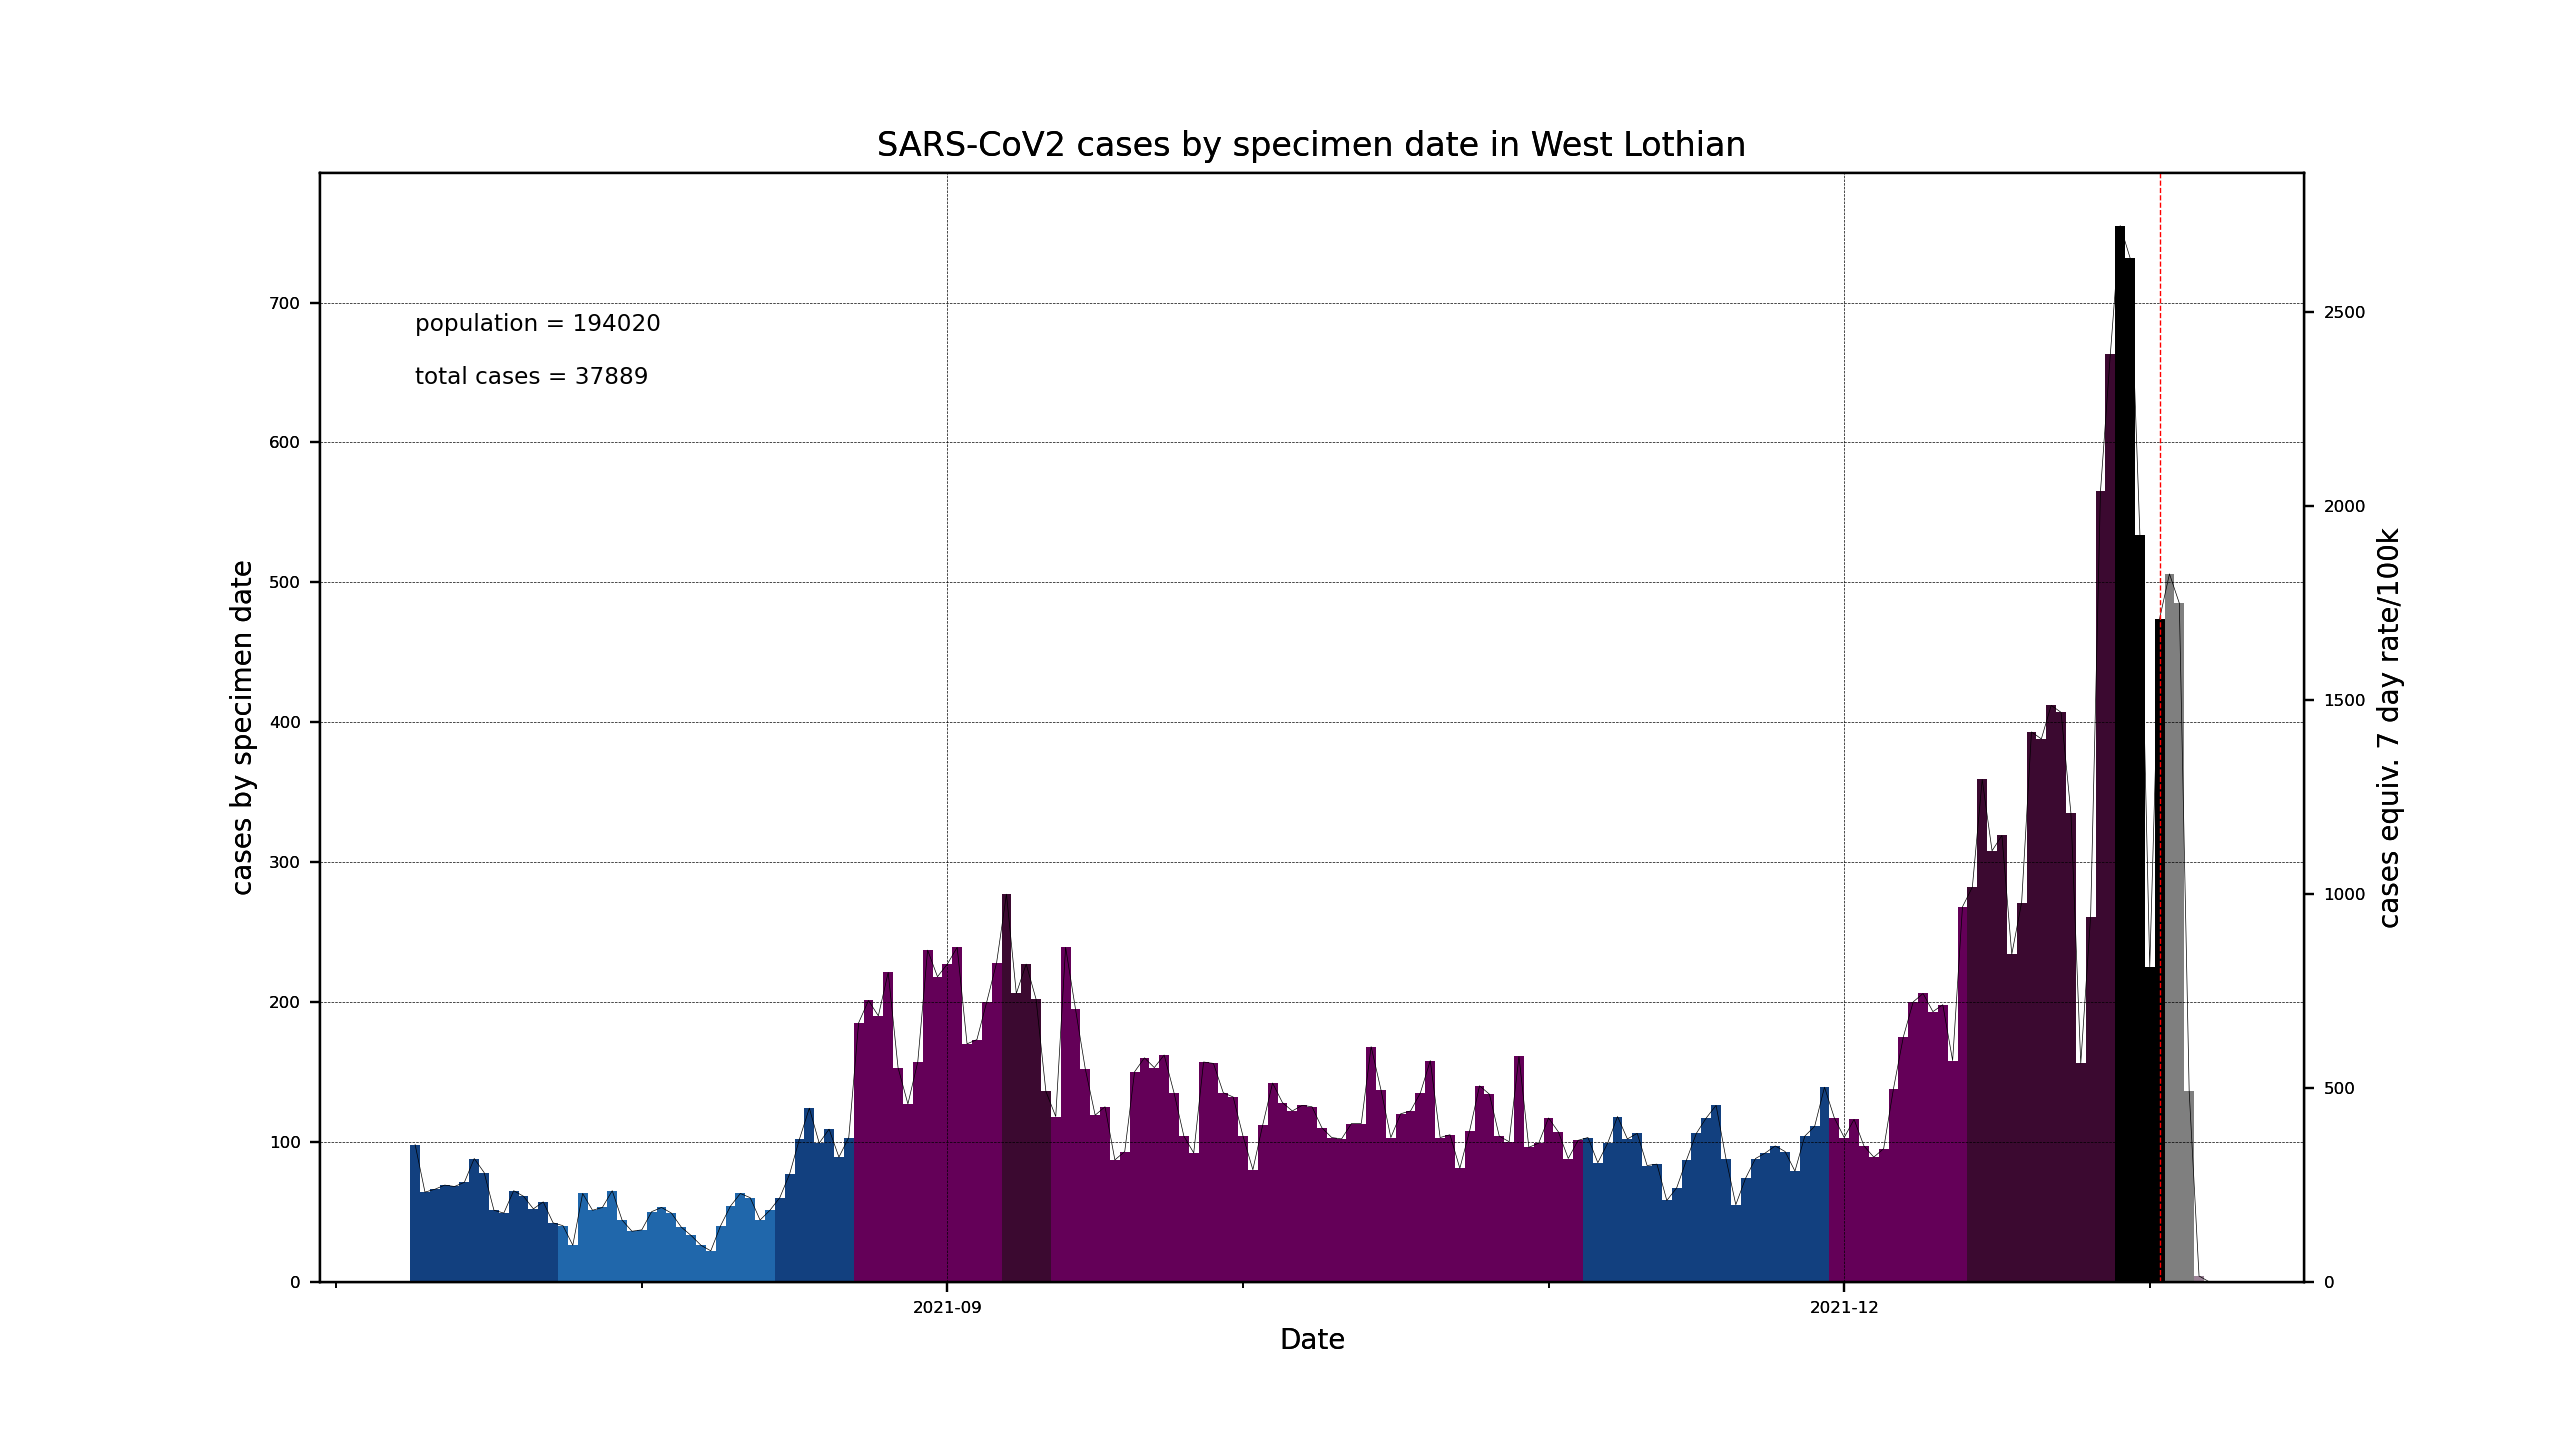 SARS-CoV2 cases by specimen date in West Lothian
population = 194020
total cases = 37889
cases by specimen date
700
600
500
400
300
200
100
0
2500
2000
1500
1000
500
0
cases equiv. 7 day rate/100k
2021-09
2021-12
Date